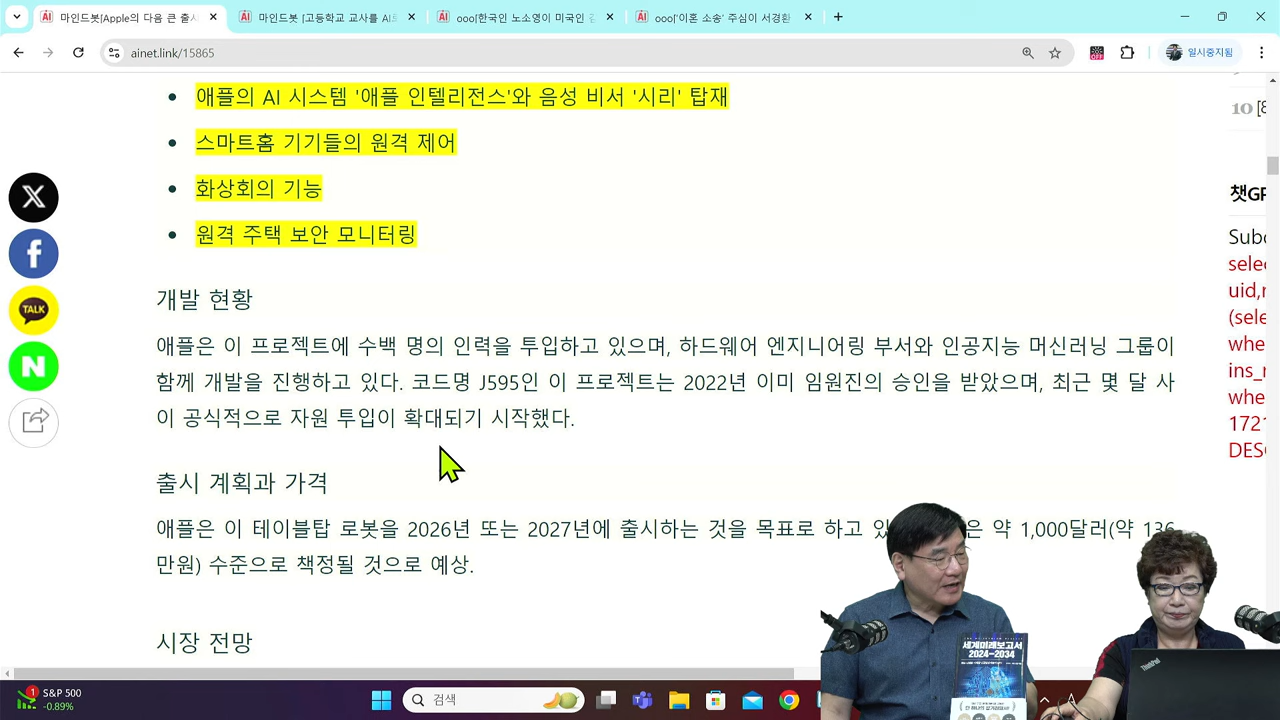 마인드봇[Apple의 다음 큰 출시
마인드봇 [고등학교 교사를 AI로
ooo[한국인 노소영이 미국인 김
ooo['이혼 소송' 주심이 서경환
ainet.link/15865
일시중지됨
OFF
애플의 AI 시스템 '애플 인텔리전스'와 음성 비서 '시리' 탑재
스마트홈 기기들의 원격 제어
화상회의 기능
원격 주택 보안 모니터링
TALK
N
개발 현황
애플은 이 프로젝트에 수백 명의 인력을 투입하고 있으며, 하드웨어 엔지니어링 부서와 인공지능 머신러닝 그룹이
함께 개발을 진행하고 있다. 코드명 J595인 이 프로젝트는 2022년 이미 임원진의 승인을 받았으며, 최근 몇 달 사
이 공식적으로 자원 투입이 확대되기 시작했다.
출시 계획과 가격
애플은 이 테이블탑 로봇을 2026년 또는 2027년에 출시하는 것을 목표로 하고 있 은 약 1,000달러(약 136
만원) 수준으로 책정될 것으로 예상.
시장 전망
10 [8
챗GP
Subc
sele
uid,r
(sele
whe
ins_r
whe
1721
DESC
세계미래보고서
2024-2034
ThinkPad
1
S&P 500
-0.89%
검색